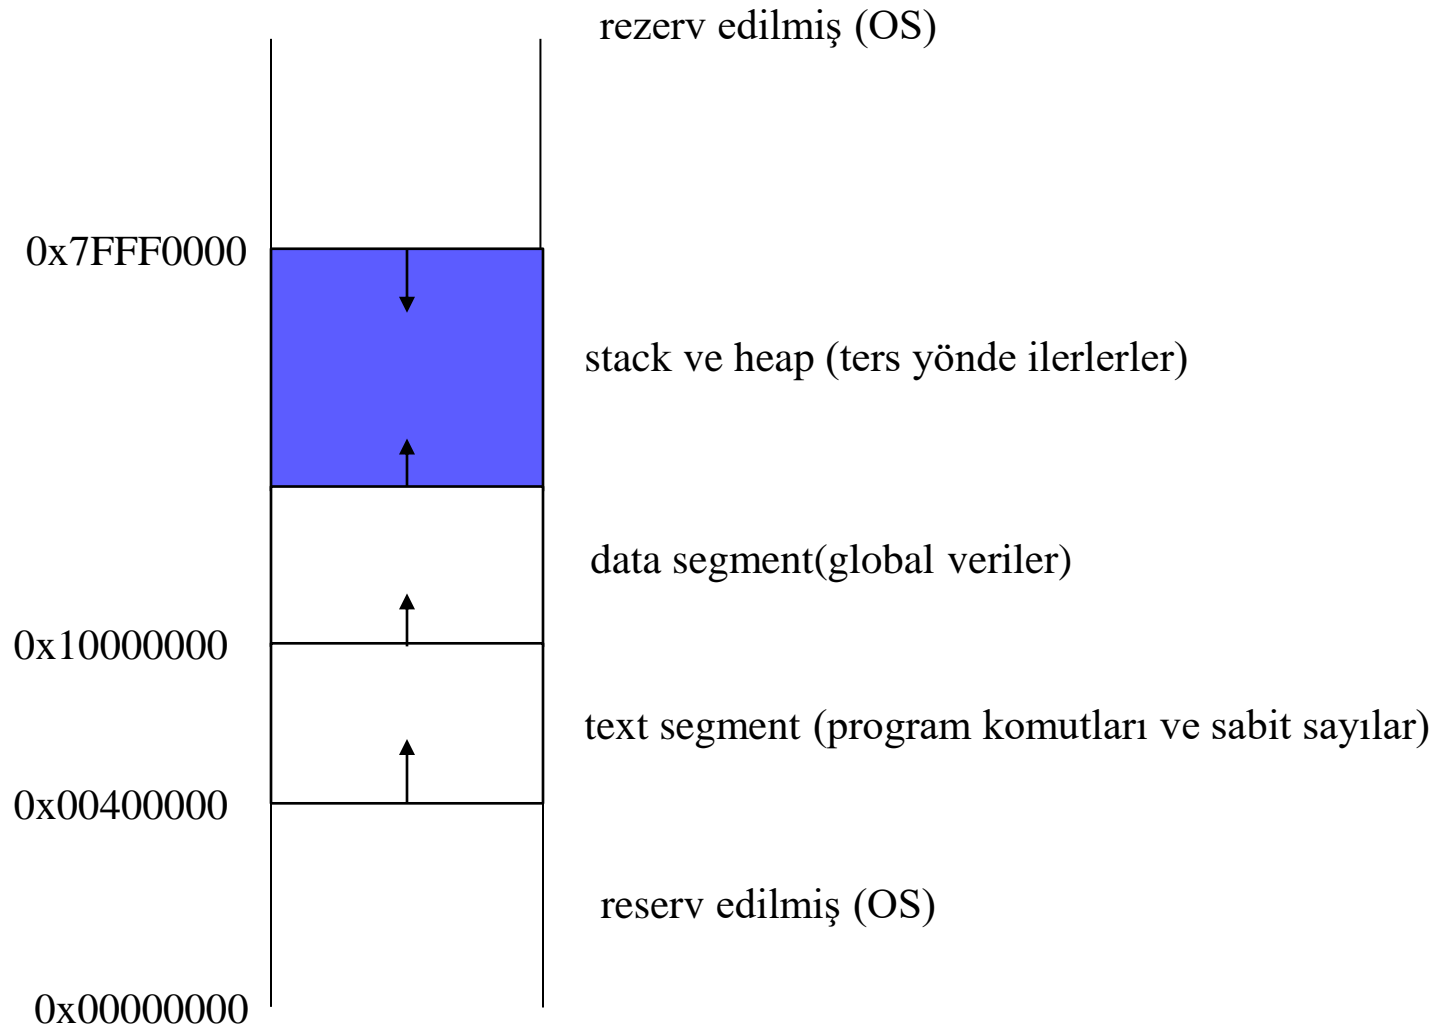 rezerv edilmiş (OS)
0x7FFF0000
stack ve heap (ters yönde ilerlerler)
data segment(global veriler)
0x10000000
text segment (program komutları ve sabit sayılar)
0x00400000
reserv edilmiş (OS)
0x00000000